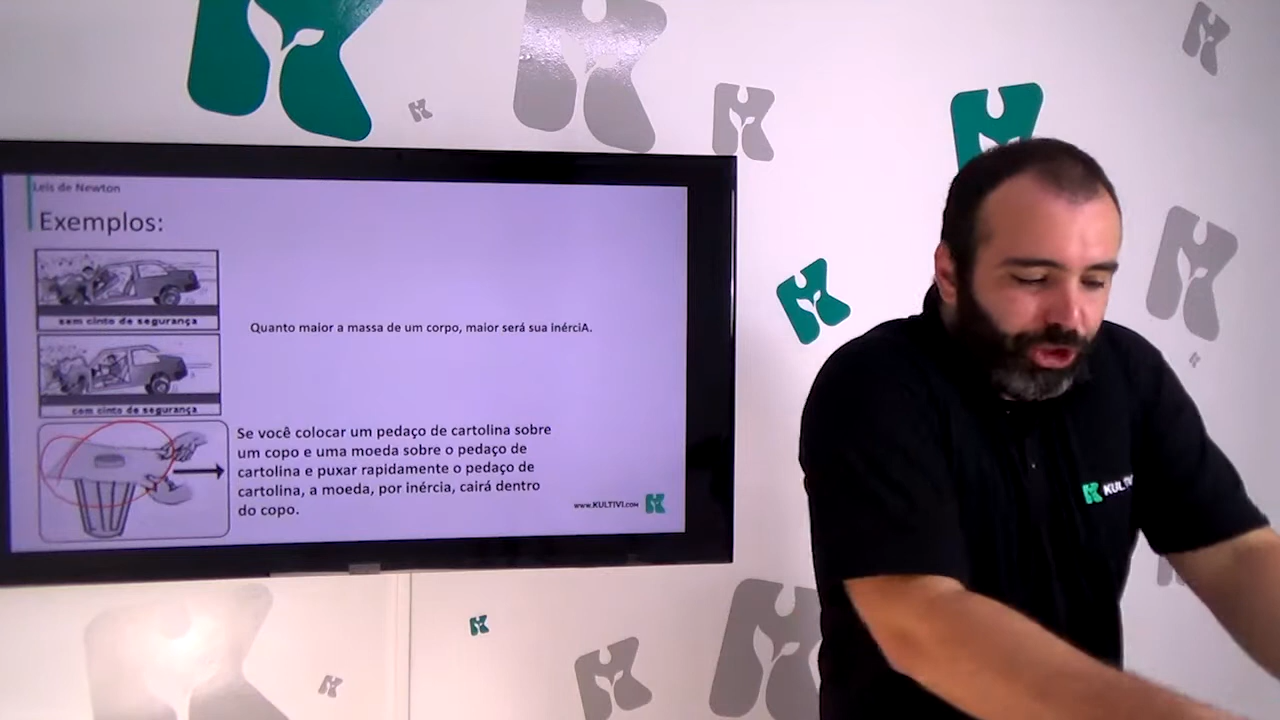 Leis de Newton
Exemplos:
sem cinto de segurança
Quanto maior a massa de um corpo, maior será sua inérciA.
com cinto de segurança
Se você colocar um pedaço de cartolina sobre
um copo e uma moeda sobre o pedaço de
cartolina e puxar rapidamente o pedaço de
cartolina, a moeda, por inércia, cairá dentro
do copo.
www.KULTIVI.COM
KULTIVI